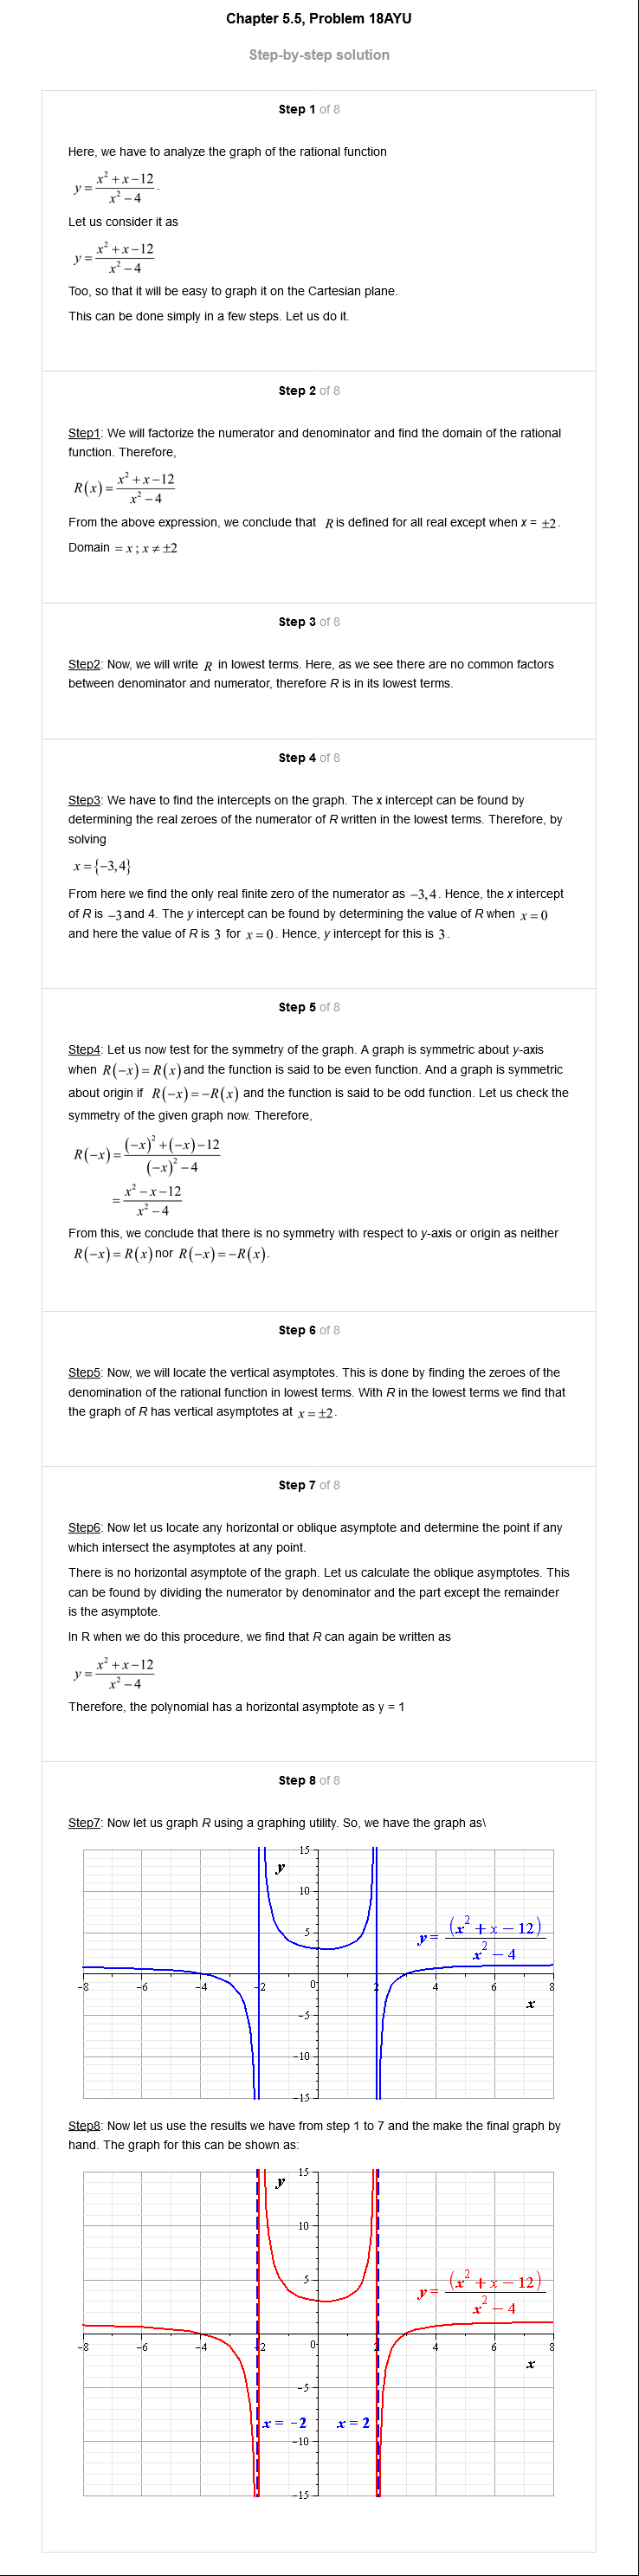 Chapter 5.5, Problem 18AYU
Step-by-step solution
Step 1 of 8
Here, we have to analyze the graph of the rational function
y = (x² + x − 12)/(x² − 4).
Let us consider it as
y = (x² + x − 12)/(x² − 4)
Too, so that it will be easy to graph it on the Cartesian plane.
This can be done simply in a few steps. Let us do it.
Step 2 of 8
Step1: We will factorize the numerator and denominator and find the domain of the rational
function. Therefore,
R(x) = (x² + x − 12)/(x² − 4)
From the above expression, we conclude that R is defined for all real except when x = ±2.
Domain = x ; x ≠ ±2
Step 3 of 8
Step2: Now, we will write R in lowest terms. Here, as we see there are no common factors
between denominator and numerator, therefore R is in its lowest terms.
Step 4 of 8
Step3: We have to find the intercepts on the graph. The x intercept can be found by
determining the real zeroes of the numerator of R written in the lowest terms. Therefore, by
solving
x = {−3, 4}
From here we find the only real finite zero of the numerator as −3, 4. Hence, the x intercept
of R is −3 and 4. The y intercept can be found by determining the value of R when x = 0
and here the value of R is 3 for x = 0. Hence, y intercept for this is 3.
Step 5 of 8
Step4: Let us now test for the symmetry of the graph. A graph is symmetric about y-axis
when R(−x) = R(x) and the function is said to be even function. And a graph is symmetric
about origin if R(−x) = −R(x) and the function is said to be odd function. Let us check the
symmetry of the given graph now. Therefore,
R(−x) = ((−x)² + (−x) − 12)/((−x)² − 4)
= (x² − x − 12)/(x² − 4)
From this, we conclude that there is no symmetry with respect to y-axis or origin as neither
R(−x) = R(x) nor R(−x) = −R(x).
Step 6 of 8
Step5: Now, we will locate the vertical asymptotes. This is done by finding the zeroes of the
denomination of the rational function in lowest terms. With R in the lowest terms we find that
the graph of R has vertical asymptotes at x = ±2.
Step 7 of 8
Step6: Now let us locate any horizontal or oblique asymptote and determine the point if any
which intersect the asymptotes at any point.
There is no horizontal asymptote of the graph. Let us calculate the oblique asymptotes. This
can be found by dividing the numerator by denominator and the part except the remainder
is the asymptote.
In R when we do this procedure, we find that R can again be written as
y = (x² + x − 12)/(x² − 4)
Therefore, the polynomial has a horizontal asymptote as y = 1
Step 8 of 8
Step7: Now let us graph R using a graphing utility. So, we have the graph as\
15
y
10
5
y = (x² + x − 12)/(x² − 4)
−8 −6 −4 −2 0 2 4 6 8
x
−5
−10
−15
Step8: Now let us use the results we have from step 1 to 7 and the make the final graph by
hand. The graph for this can be shown as:
15
y
10
5
y = (x² + x − 12)/(x² − 4)
−8 −6 −4 −2 0 2 4 6 8
x
−5
x = −2 x = 2
−10
−15